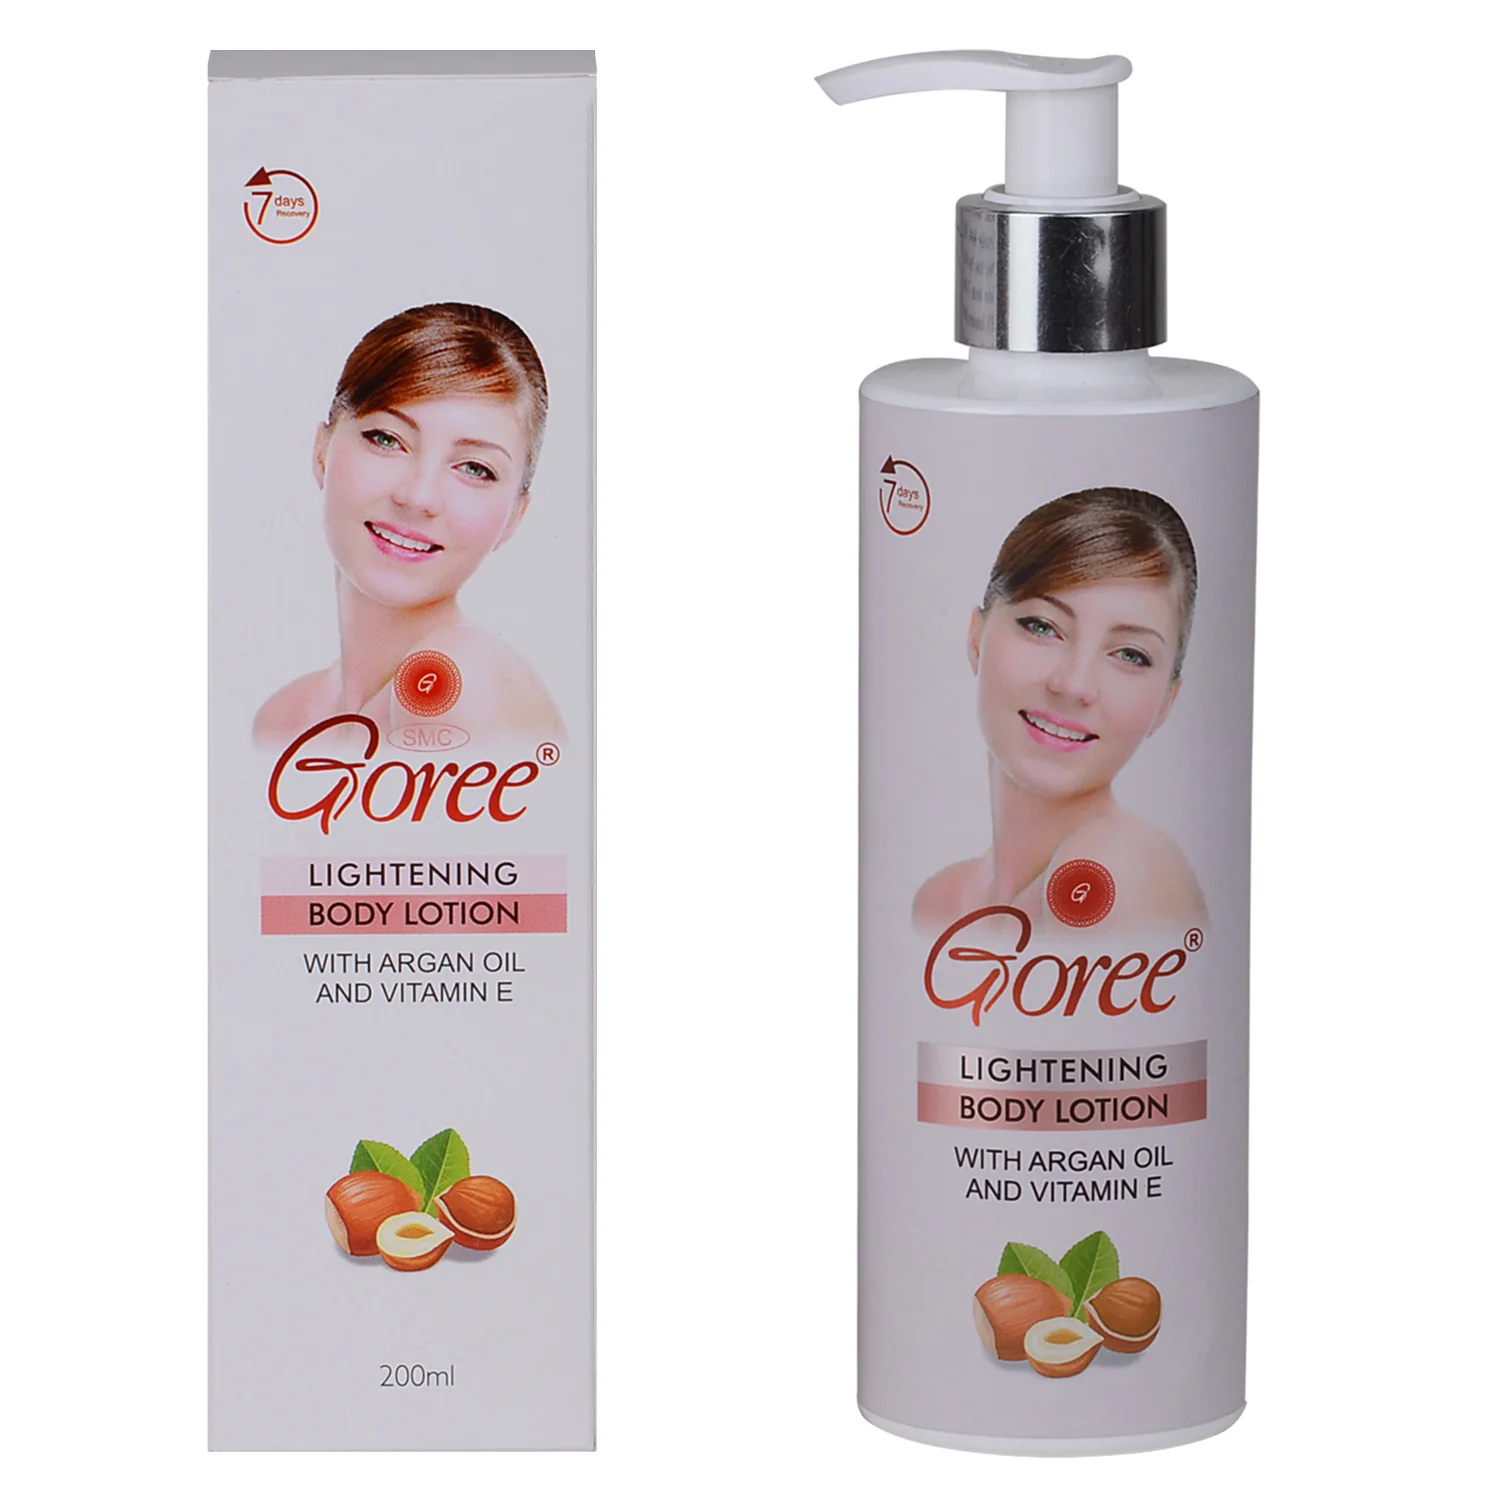 7 days
Recovery
G
SMC
Goree®
LIGHTENING
BODY LOTION
WITH ARGAN OIL
AND VITAMIN E
200ml
7 days
Recovery
G
Goree®
LIGHTENING
BODY LOTION
WITH ARGAN OIL
AND VITAMIN E